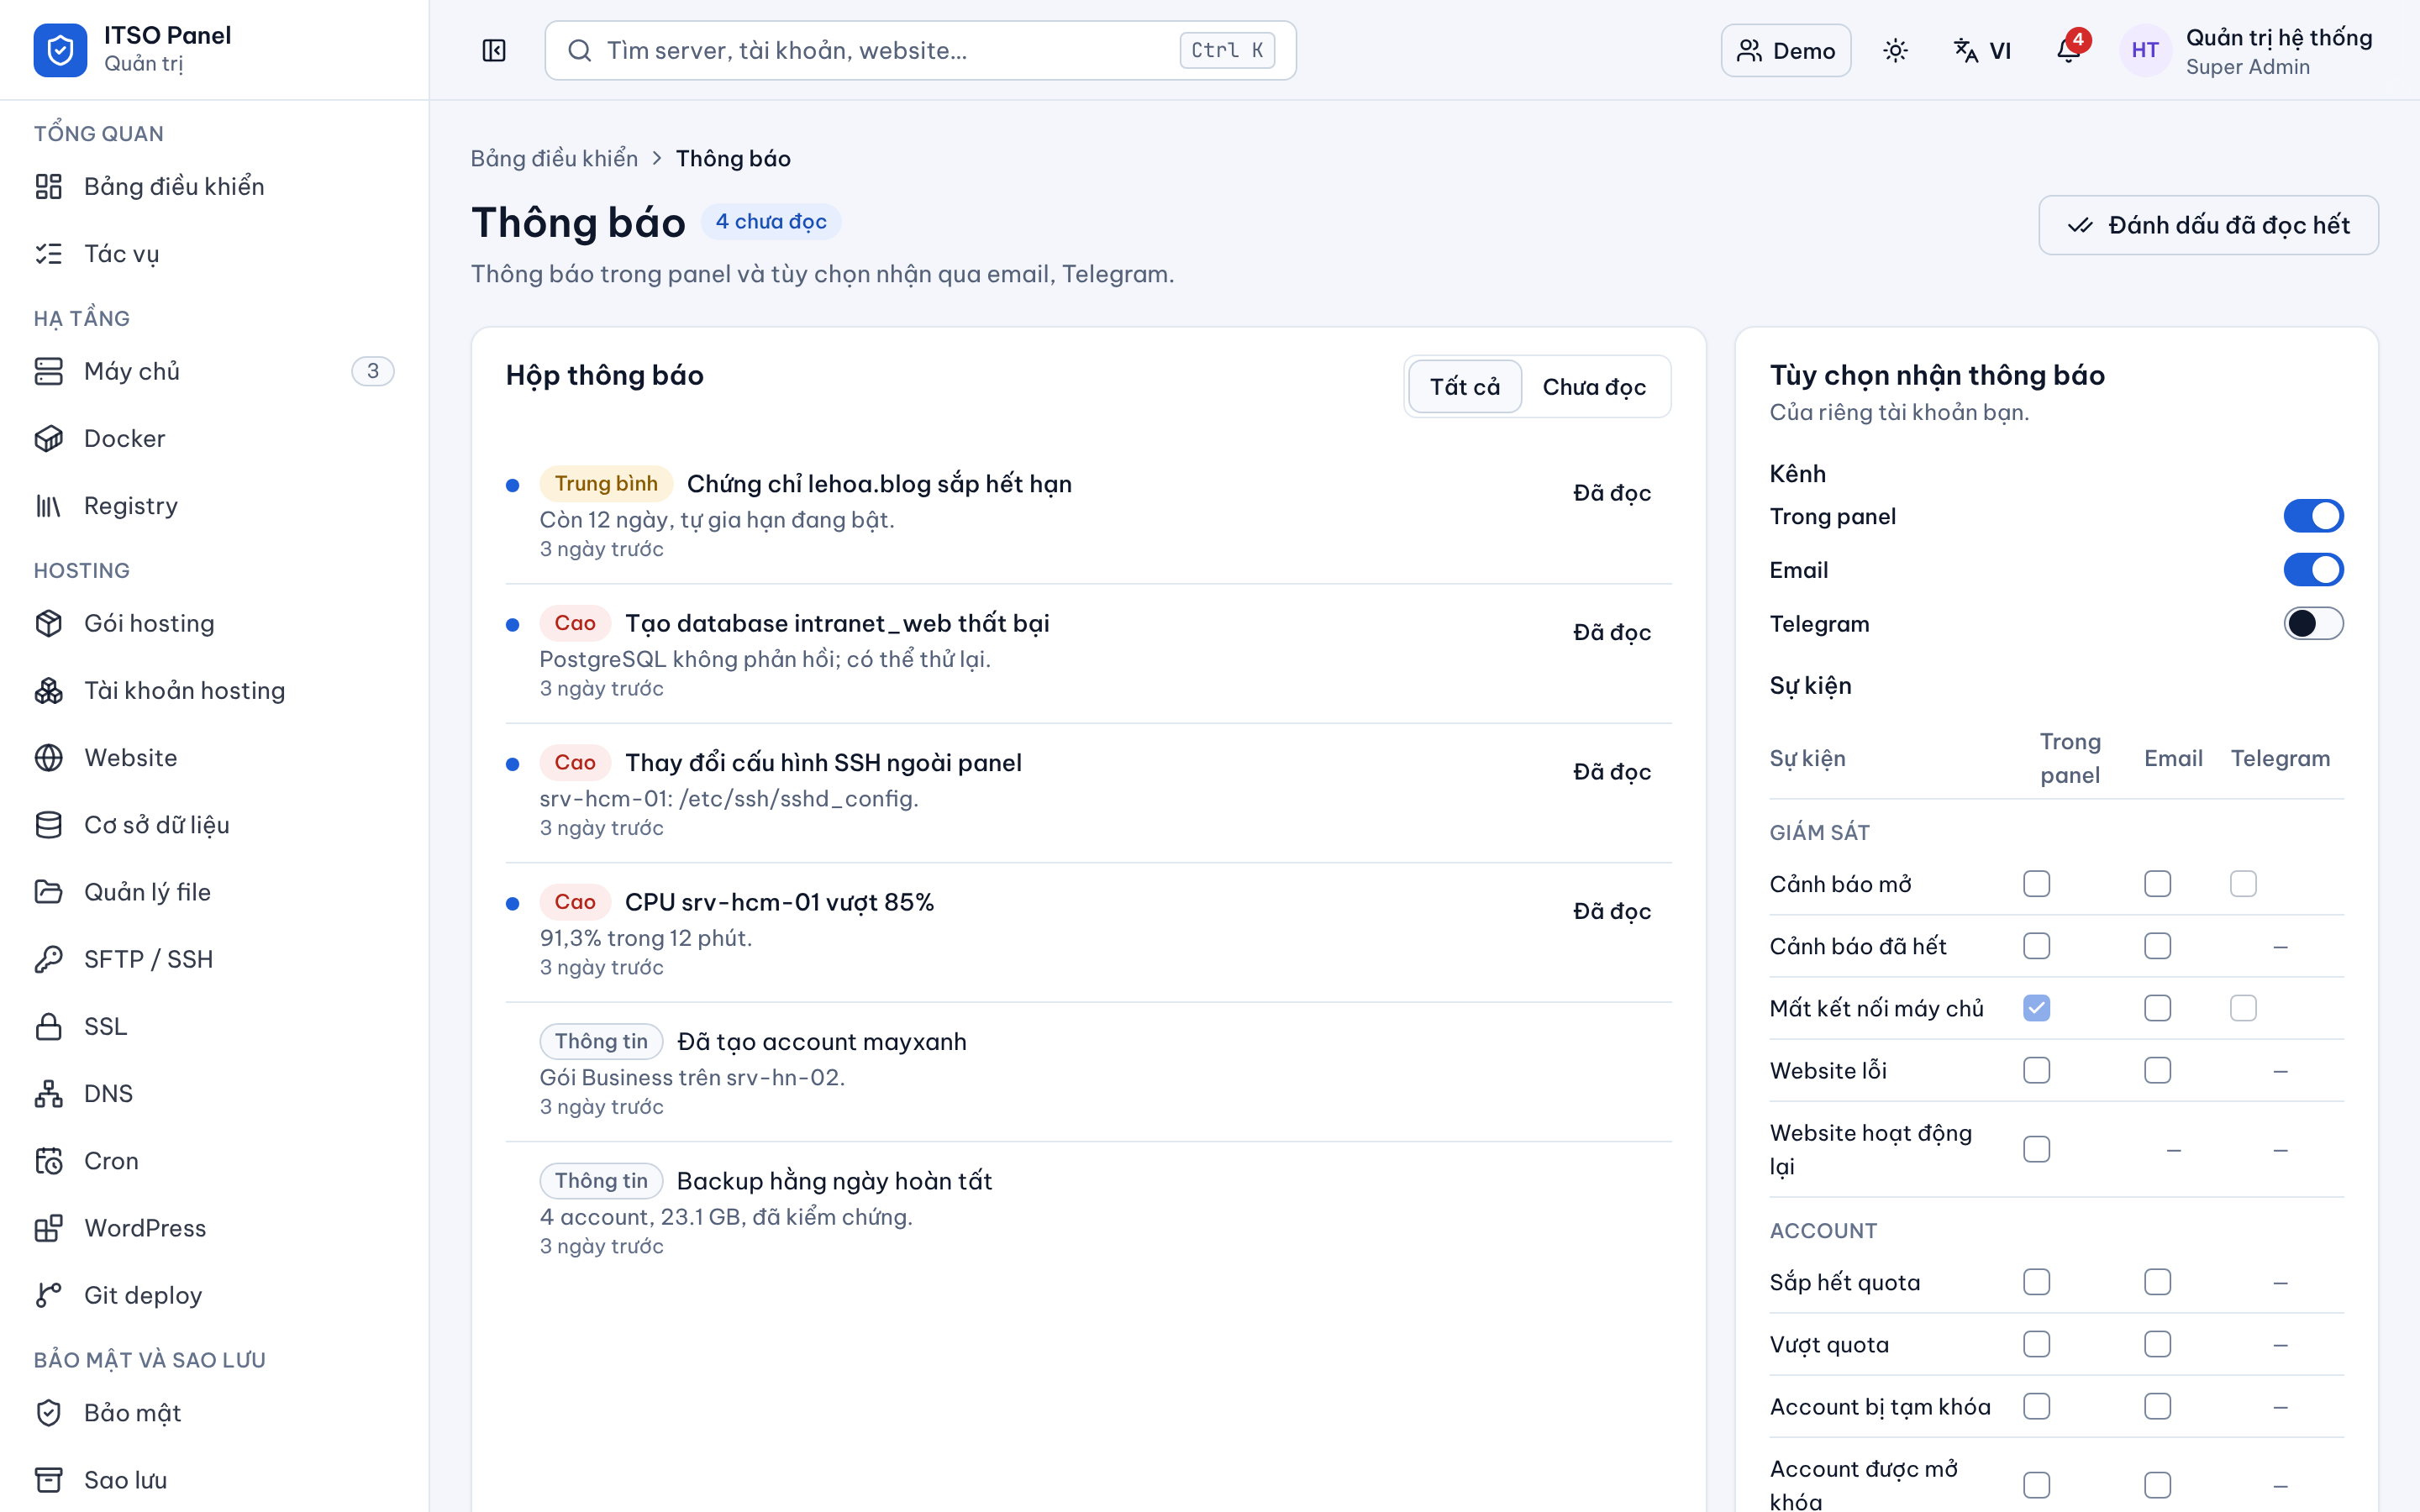 ITSO Panel
Quản trị
TỔNG QUAN
Bảng điều khiển
Tác vụ
HẠ TẦNG
Máy chủ
3
Docker
Registry
HOSTING
Gói hosting
Tài khoản hosting
Website
Cơ sở dữ liệu
Quản lý file
SFTP / SSH
SSL
DNS
Cron
WordPress
Git deploy
BẢO MẬT VÀ SAO LƯU
Bảo mật
Sao lưu
Tìm server, tài khoản, website...
Ctrl K
Demo
VI
4
HT
Quản trị hệ thống
Super Admin
Bảng điều khiển > Thông báo
Thông báo
4 chưa đọc
Thông báo trong panel và tùy chọn nhận qua email, Telegram.
Đánh dấu đã đọc hết
Hộp thông báo
Tất cả
Chưa đọc
Trung bình Chứng chỉ lehoa.blog sắp hết hạn
Đã đọc
Còn 12 ngày, tự gia hạn đang bật.
3 ngày trước
Cao Tạo database intranet_web thất bại
Đã đọc
PostgreSQL không phản hồi; có thể thử lại.
3 ngày trước
Cao Thay đổi cấu hình SSH ngoài panel
Đã đọc
srv-hcm-01: /etc/ssh/sshd_config.
3 ngày trước
Cao CPU srv-hcm-01 vượt 85%
Đã đọc
91,3% trong 12 phút.
3 ngày trước
Thông tin Đã tạo account mayxanh
Gói Business trên srv-hn-02.
3 ngày trước
Thông tin Backup hằng ngày hoàn tất
4 account, 23.1 GB, đã kiểm chứng.
3 ngày trước
Tùy chọn nhận thông báo
Của riêng tài khoản bạn.
Kênh
Trong panel
Email
Telegram
Sự kiện
Sự kiện
Trong panel
Email
Telegram
GIÁM SÁT
Cảnh báo mở
Cảnh báo đã hết
–
Mất kết nối máy chủ
Website lỗi
–
Website hoạt động lại
– –
ACCOUNT
Sắp hết quota
–
Vượt quota
–
Account bị tạm khóa
–
Account được mở khóa
–